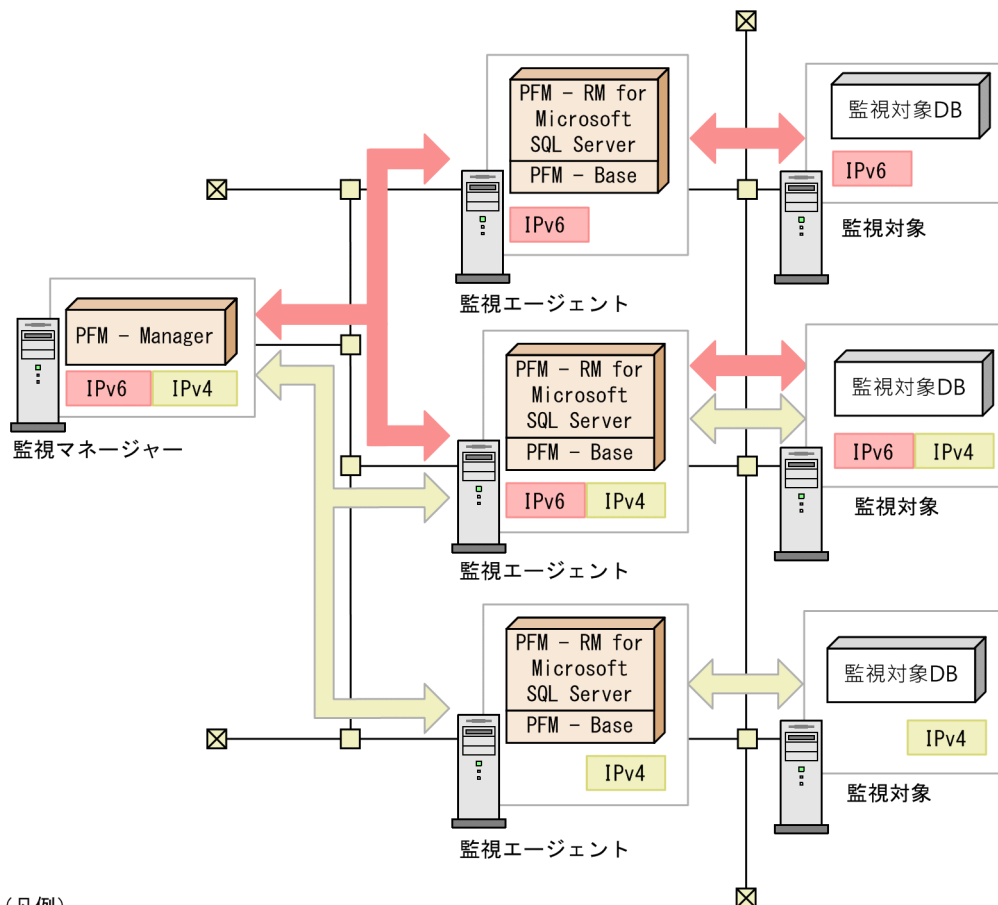 PFM - RM for
Microsoft
SQL Server
PFM - Base
IPv6
監視エージェント
監視対象DB
IPv6
監視対象
PFM - Manager
IPv6 IPv4
監視マネージャー
PFM - RM for
Microsoft
SQL Server
PFM - Base
IPv6 IPv4
監視エージェント
監視対象DB
IPv6 IPv4
監視対象
PFM - RM for
Microsoft
SQL Server
PFM - Base
IPv4
監視エージェント
監視対象DB
IPv4
監視対象
(凡例)